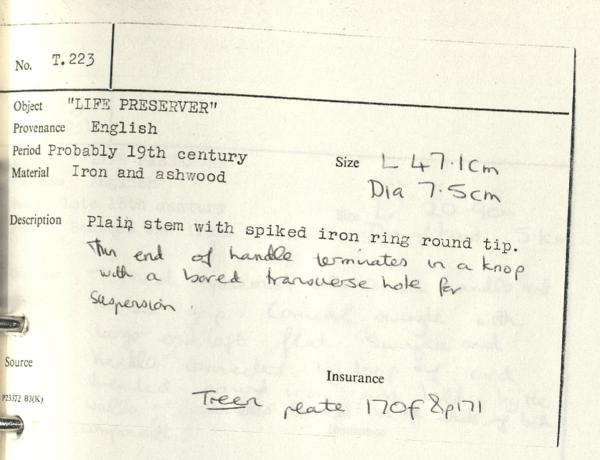 No. T.223
Object "LIFE PRESERVER"
Provenance English
Period Probably 19th century
Material Iron and ashwood
Size L 47.1cm
Dia 7.5cm
Description Plain stem with spiked iron ring round tip.
Thin end of handle terminates in a knop
with a bored transverse hole for
suspension.
Source
Insurance
P23372 B3(K)
Treen plate 170f &p171